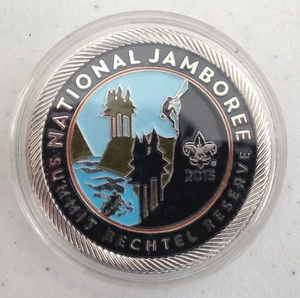 NATIONAL JAMBOREE
2013
SUMMIT BECHTEL RESERVE